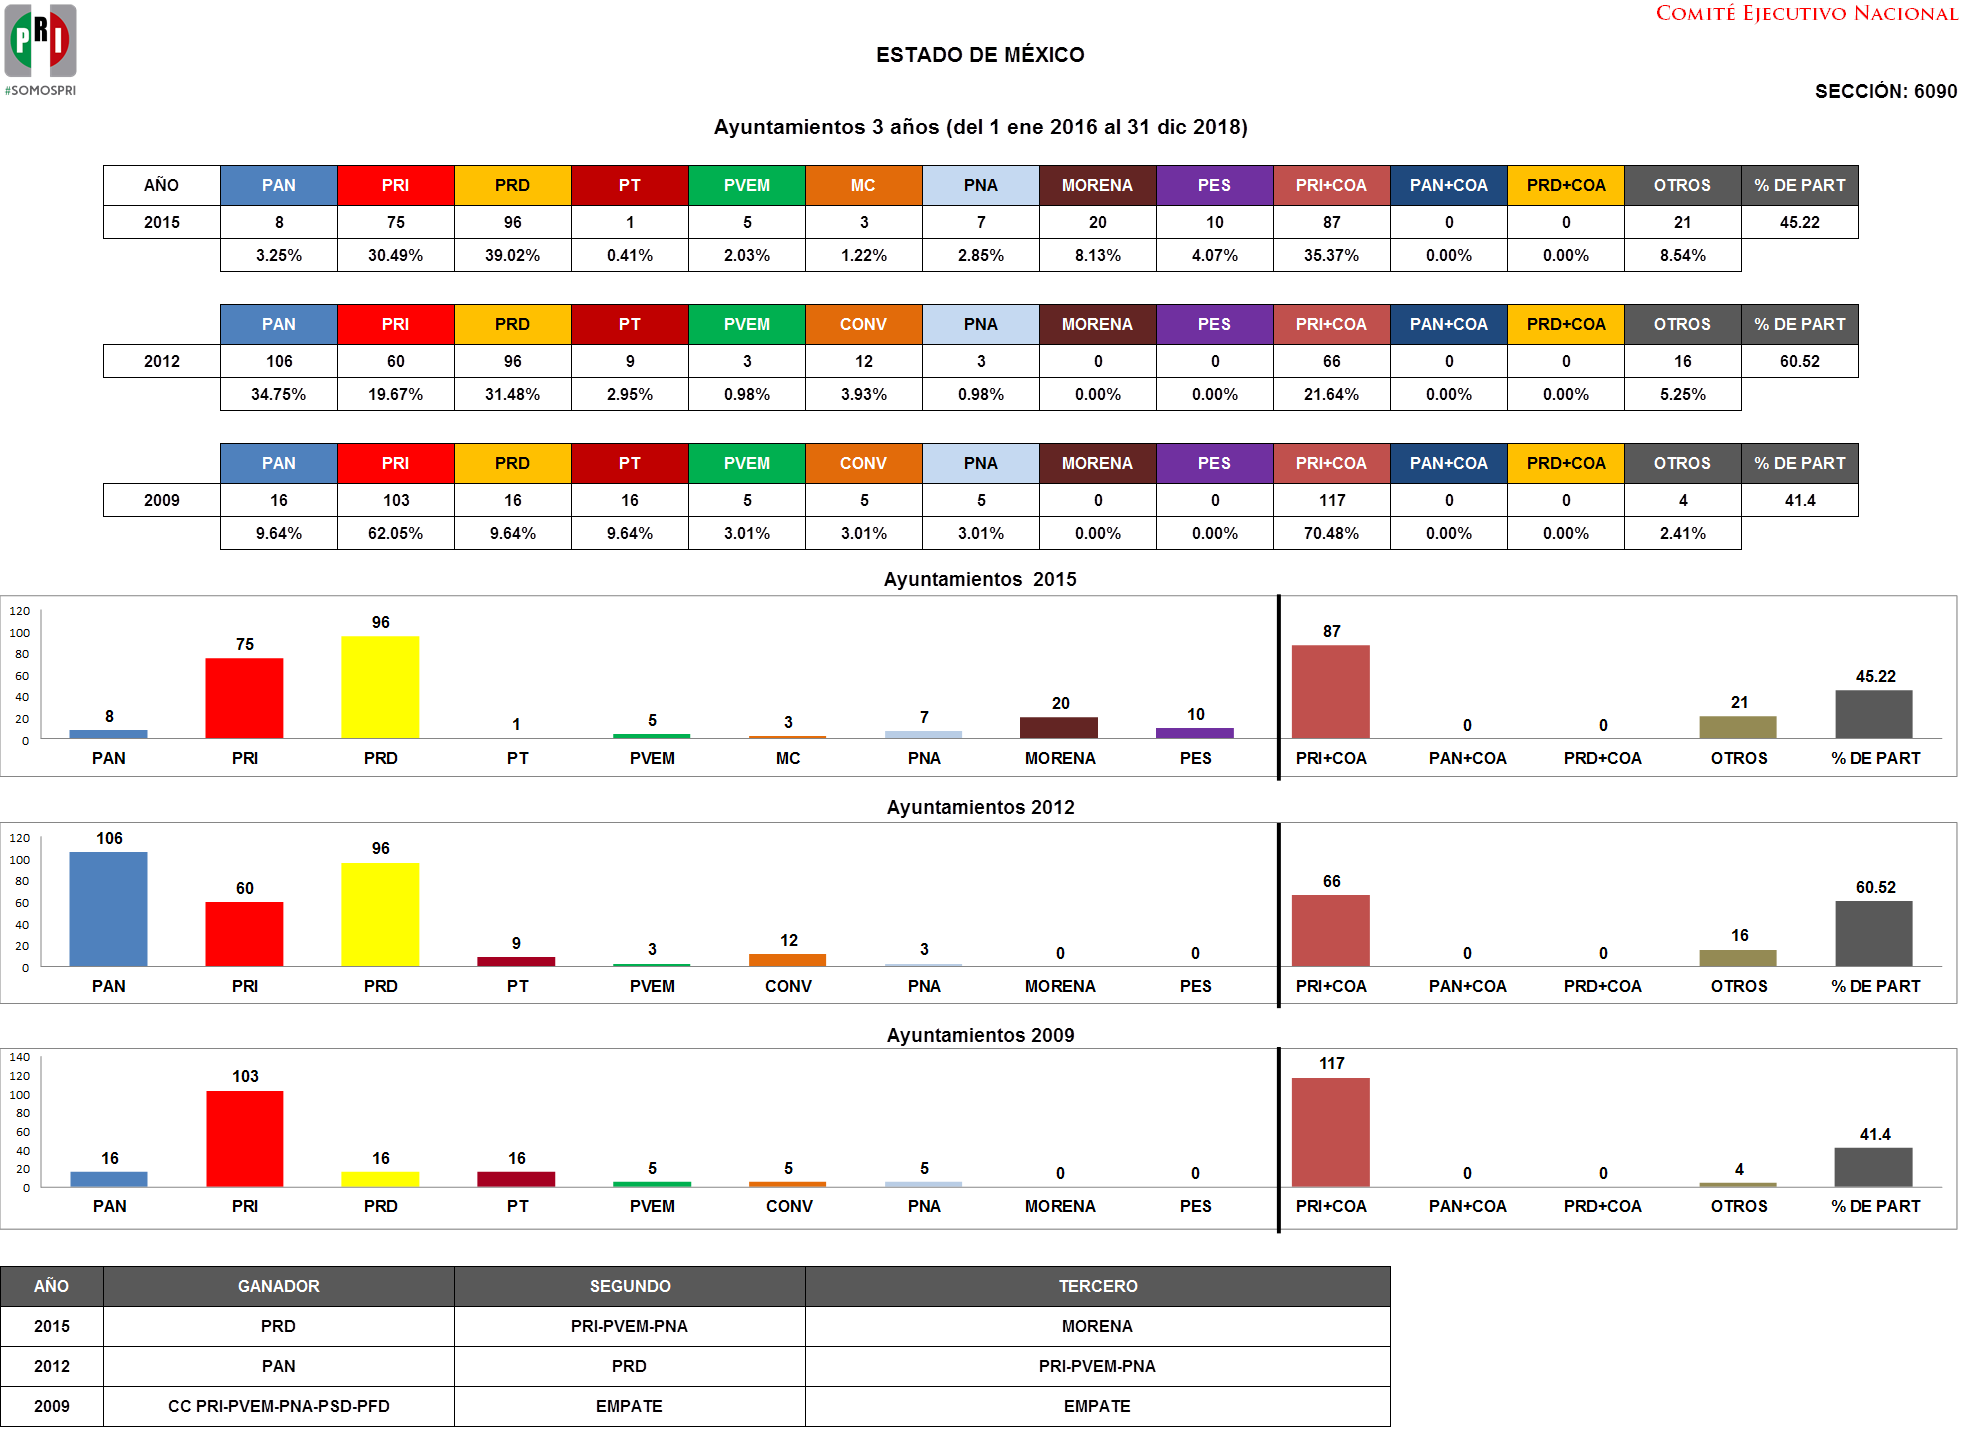 PRI
#SOMOSPRI
COMITÉ EJECUTIVO NACIONAL
ESTADO DE MÉXICO
SECCIÓN: 6090
Ayuntamientos 3 años (del 1 ene 2016 al 31 dic 2018)
AÑO PAN PRI PRD PT PVEM MC PNA MORENA PES PRI+COA PAN+COA PRD+COA OTROS % DE PART
2015 8 75 96 1 5 3 7 20 10 87 0 0 21 45.22
3.25% 30.49% 39.02% 0.41% 2.03% 1.22% 2.85% 8.13% 4.07% 35.37% 0.00% 0.00% 8.54%
PAN PRI PRD PT PVEM CONV PNA MORENA PES PRI+COA PAN+COA PRD+COA OTROS % DE PART
2012 106 60 96 9 3 12 3 0 0 66 0 0 16 60.52
34.75% 19.67% 31.48% 2.95% 0.98% 3.93% 0.98% 0.00% 0.00% 21.64% 0.00% 0.00% 5.25%
PAN PRI PRD PT PVEM CONV PNA MORENA PES PRI+COA PAN+COA PRD+COA OTROS % DE PART
2009 16 103 16 16 5 5 5 0 0 117 0 0 4 41.4
9.64% 62.05% 9.64% 9.64% 3.01% 3.01% 3.01% 0.00% 0.00% 70.48% 0.00% 0.00% 2.41%
Ayuntamientos 2015
120
100
80
60
40
20
0
8 75 96 1 5 3 7 20 10 87 0 0 21 45.22
PAN PRI PRD PT PVEM MC PNA MORENA PES PRI+COA PAN+COA PRD+COA OTROS % DE PART
Ayuntamientos 2012
120
100
80
60
40
20
0
106 60 96 9 3 12 3 0 0 66 0 0 16 60.52
PAN PRI PRD PT PVEM CONV PNA MORENA PES PRI+COA PAN+COA PRD+COA OTROS % DE PART
Ayuntamientos 2009
140
120
100
80
60
40
20
0
16 103 16 16 5 5 5 0 0 117 0 0 4 41.4
PAN PRI PRD PT PVEM CONV PNA MORENA PES PRI+COA PAN+COA PRD+COA OTROS % DE PART
AÑO GANADOR SEGUNDO TERCERO
2015 PRD PRI-PVEM-PNA MORENA
2012 PAN PRD PRI-PVEM-PNA
2009 CC PRI-PVEM-PNA-PSD-PFD EMPATE EMPATE